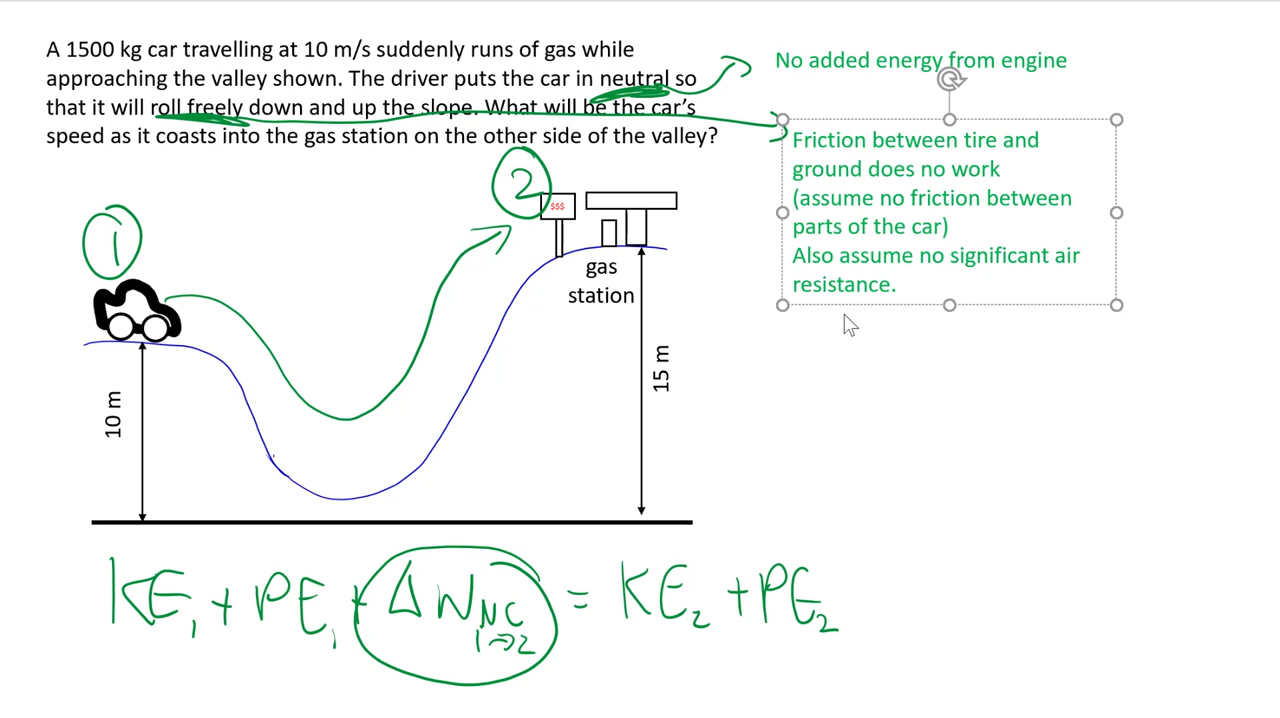 A 1500 kg car travelling at 10 m/s suddenly runs of gas while
approaching the valley shown. The driver puts the car in neutral so
that it will roll freely down and up the slope. What will be the car's
speed as it coasts into the gas station on the other side of the valley?
No added energy from engine
Friction between tire and
ground does no work
(assume no friction between
parts of the car)
Also assume no significant air
resistance.
1
2
$$$
gas
station
10 m
15 m
KE₁ + PE₁ + ΔW_NC 1→2 = KE₂ + PE₂